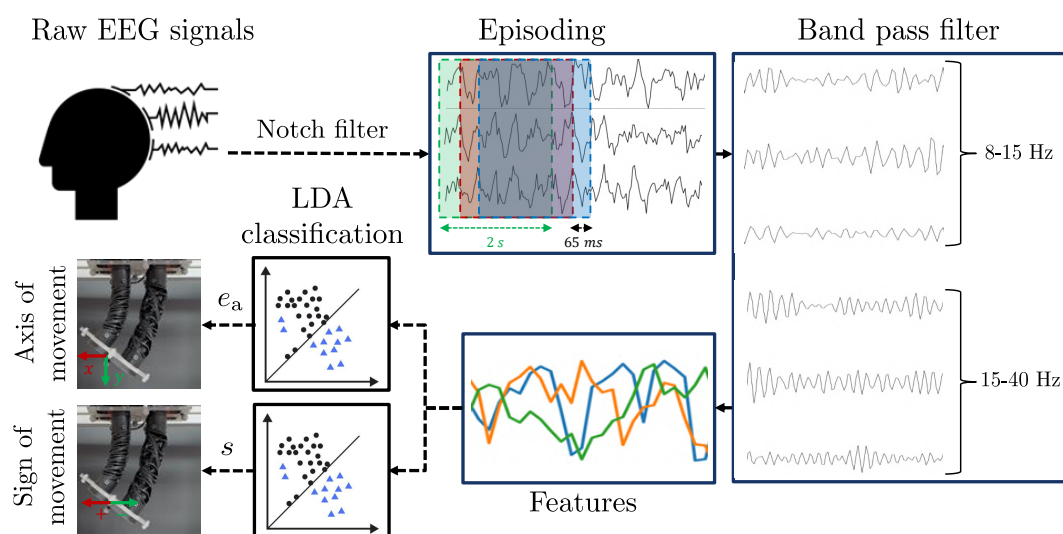 Raw EEG signals
Episoding
Band pass filter
Notch filter
2 s
65 ms
8-15 Hz
15-40 Hz
LDA
classification
Axis of
movement
x
y
e_a
Sign of
movement
+
s
Features